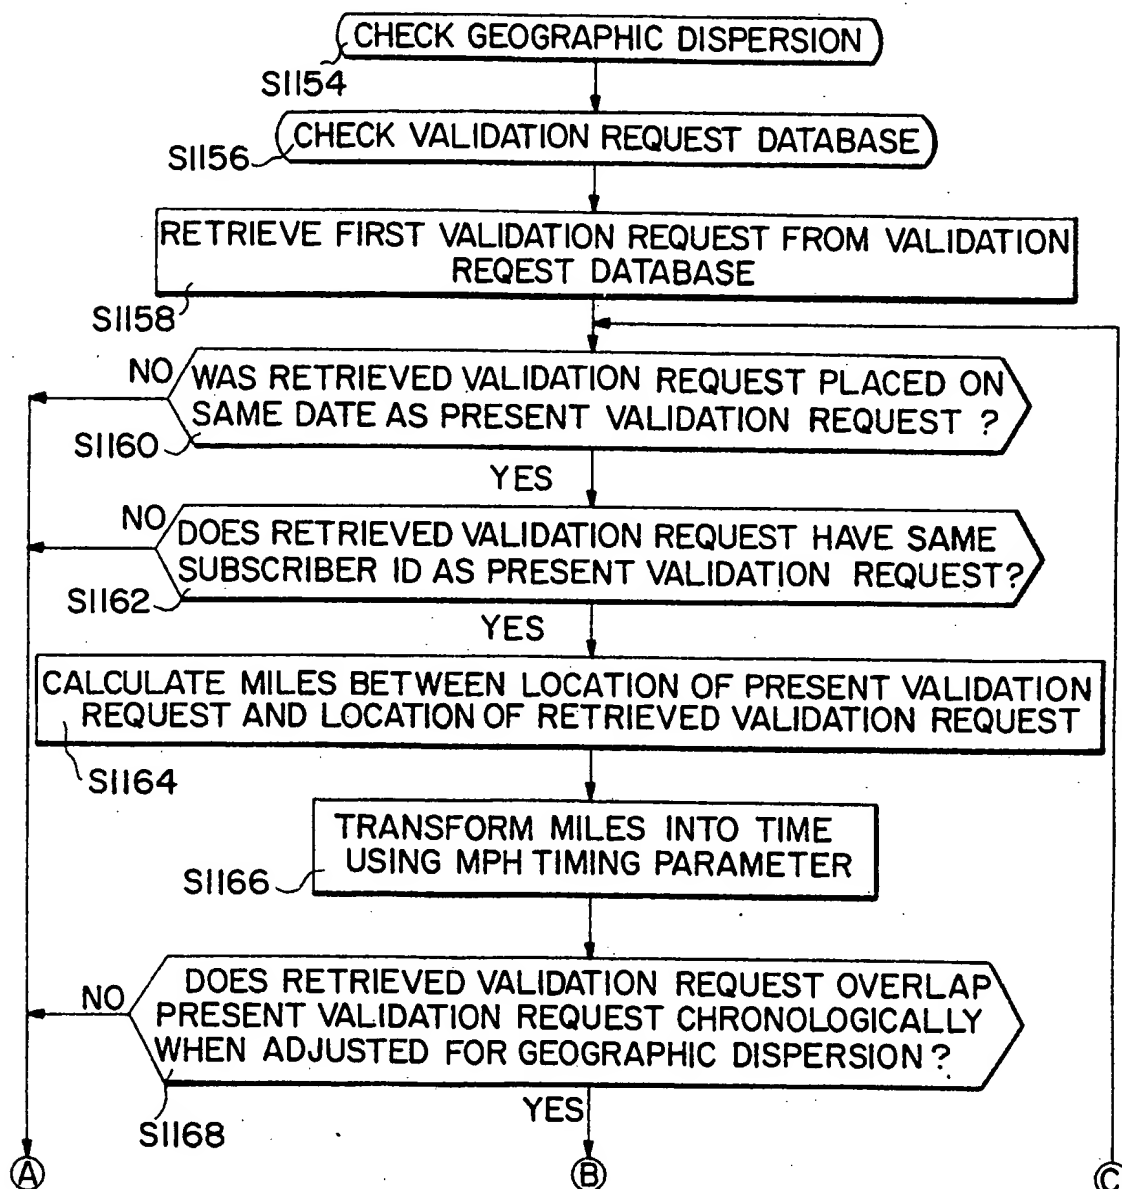 CHECK GEOGRAPHIC DISPERSION
S1154
CHECK VALIDATION REQUEST DATABASE
S1156
RETRIEVE FIRST VALIDATION REQUEST FROM VALIDATION
REQEST DATABASE
S1158
NO
WAS RETRIEVED VALIDATION REQUEST PLACED ON
SAME DATE AS PRESENT VALIDATION REQUEST ?
S1160
YES
NO
DOES RETRIEVED VALIDATION REQUEST HAVE SAME
SUBSCRIBER ID AS PRESENT VALIDATION REQUEST?
S1162
YES
CALCULATE MILES BETWEEN LOCATION OF PRESENT VALIDATION
REQUEST AND LOCATION OF RETRIEVED VALIDATION REQUEST
S1164
TRANSFORM MILES INTO TIME
USING MPH TIMING PARAMETER
S1166
NO
DOES RETRIEVED VALIDATION REQUEST OVERLAP
PRESENT VALIDATION REQUEST CHRONOLOGICALLY
WHEN ADJUSTED FOR GEOGRAPHIC DISPERSION ?
S1168
YES
A
B
C